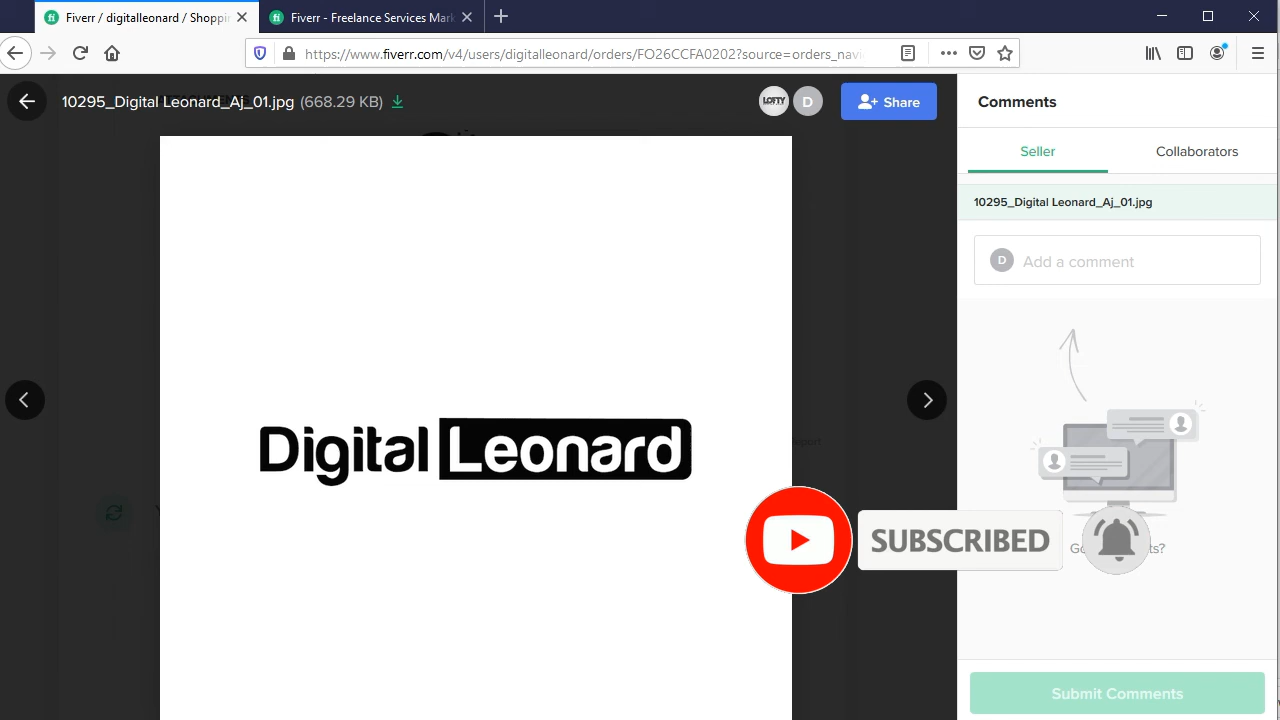 Fiverr / digitalleonard / Shoppin
Fiverr - Freelance Services Mark
https://www.fiverr.com/v4/users/digitalleonard/orders/FO26CCFA0202?source=orders_navi
10295_Digital Leonard_Aj_01.jpg (668.29 KB)
LOFTY
D
Share
Comments
Seller
Collaborators
10295_Digital Leonard_Aj_01.jpg
D
Add a comment
Digital Leonard
SUBSCRIBED
Submit Comments